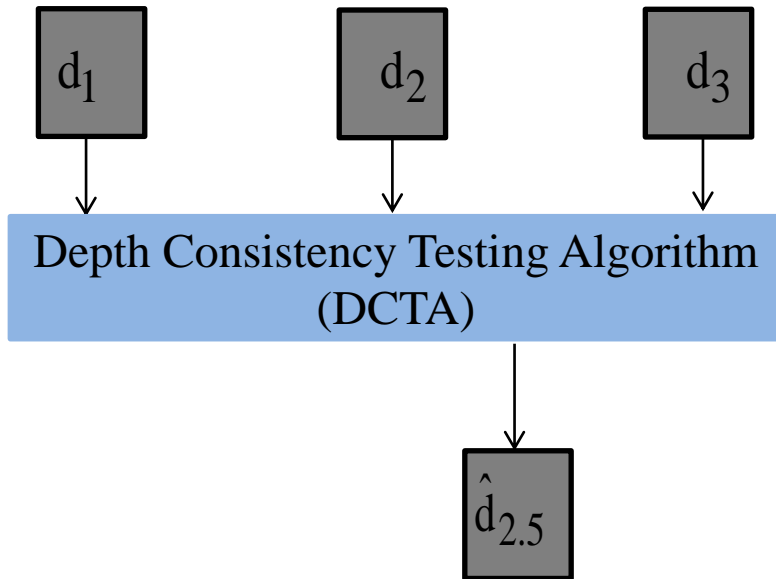 d1
d2
d3
Depth Consistency Testing Algorithm
(DCTA)
d̂2.5